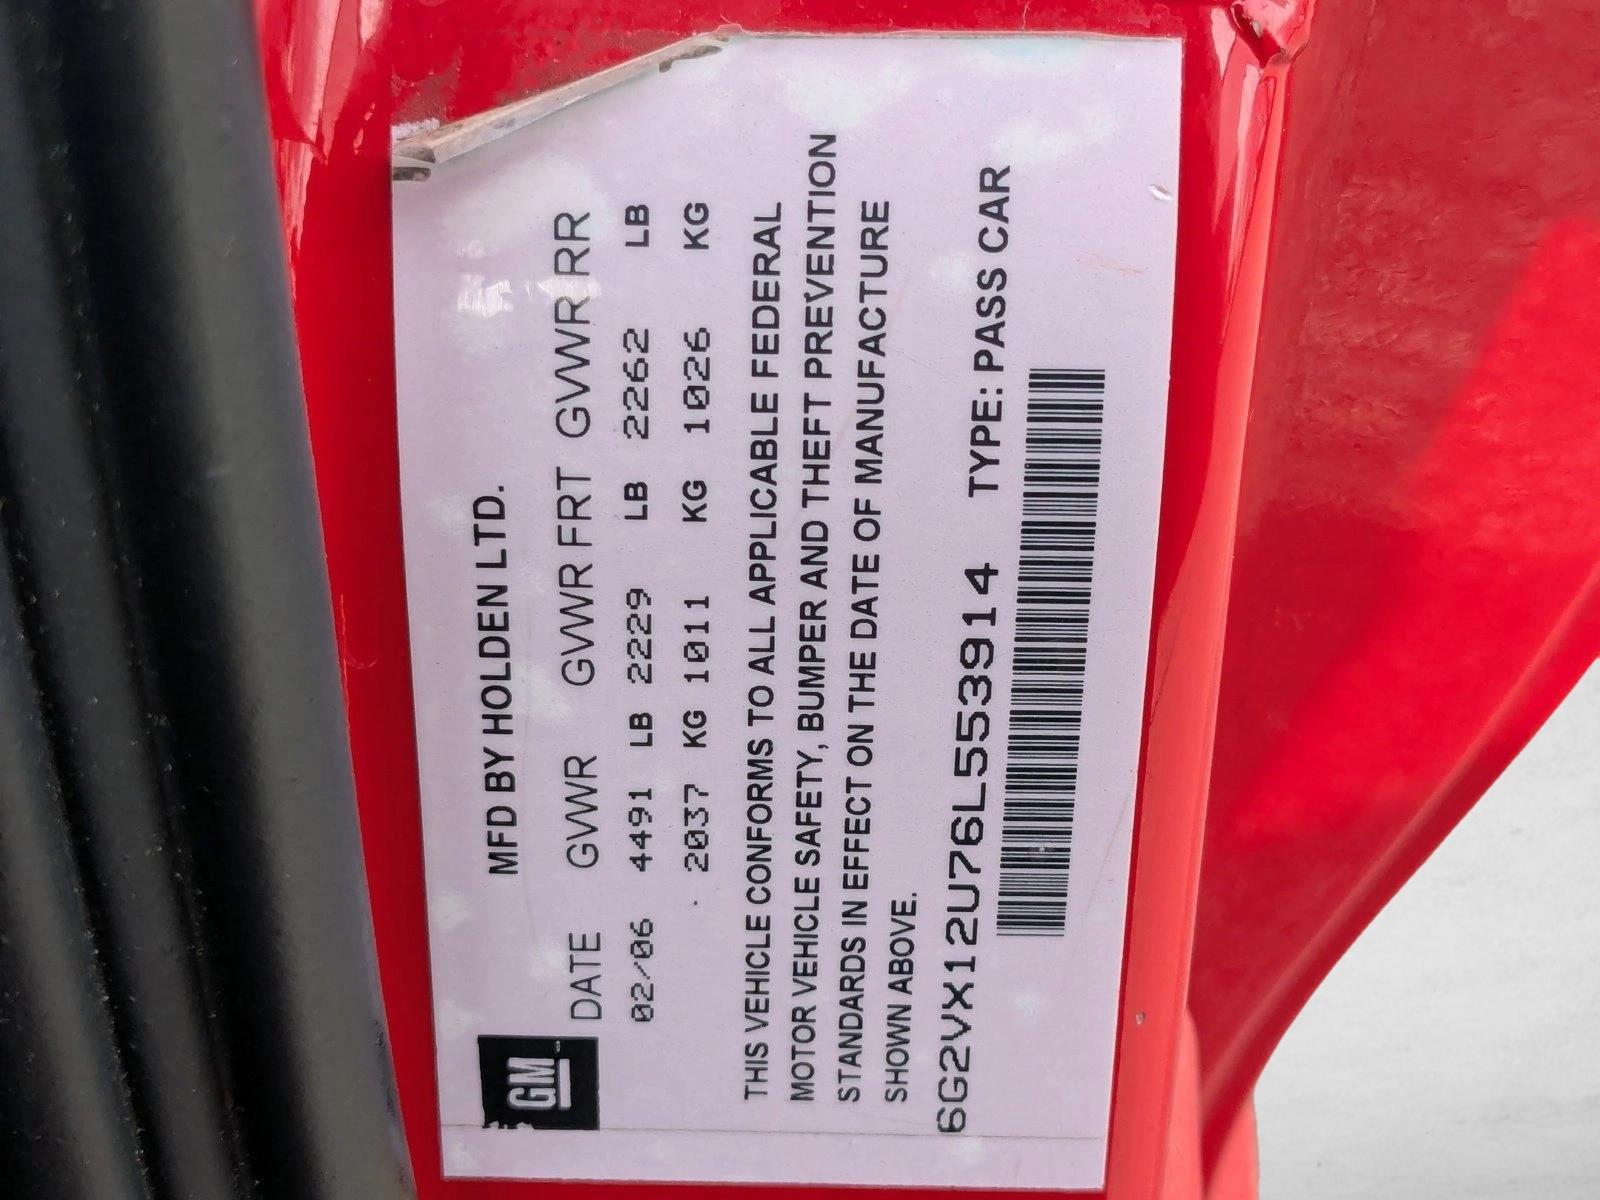 MFD BY HOLDEN LTD.
GM
DATE GVWR GVWR FRT GVWR RR
02/06 4491 LB 2229 LB 2262 LB
2037 KG 1011 KG 1026 KG
THIS VEHICLE CONFORMS TO ALL APPLICABLE FEDERAL
MOTOR VEHICLE SAFETY, BUMPER AND THEFT PREVENTION
STANDARDS IN EFFECT ON THE DATE OF MANUFACTURE
SHOWN ABOVE.
6G2VX12U76L553914 TYPE: PASS CAR